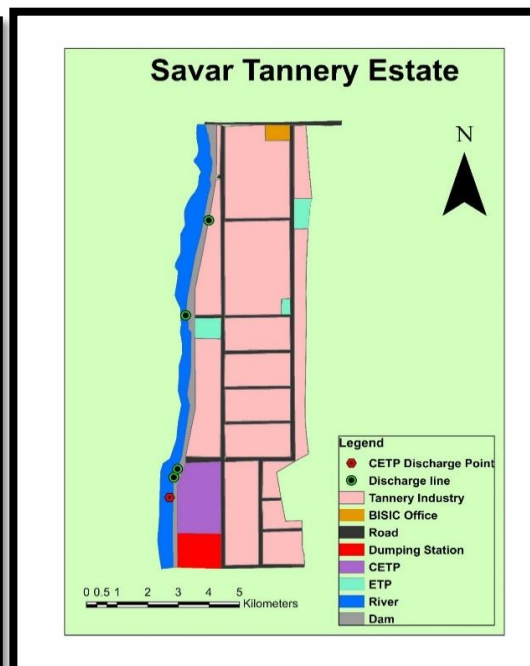 Savar Tannery Estate
N
Legend
CETP Discharge Point
Discharge line
Tannery Industry
BISIC Office
Road
Dumping Station
CETP
ETP
River
Dam
0 0.5 1 2 3 4 5
Kilometers